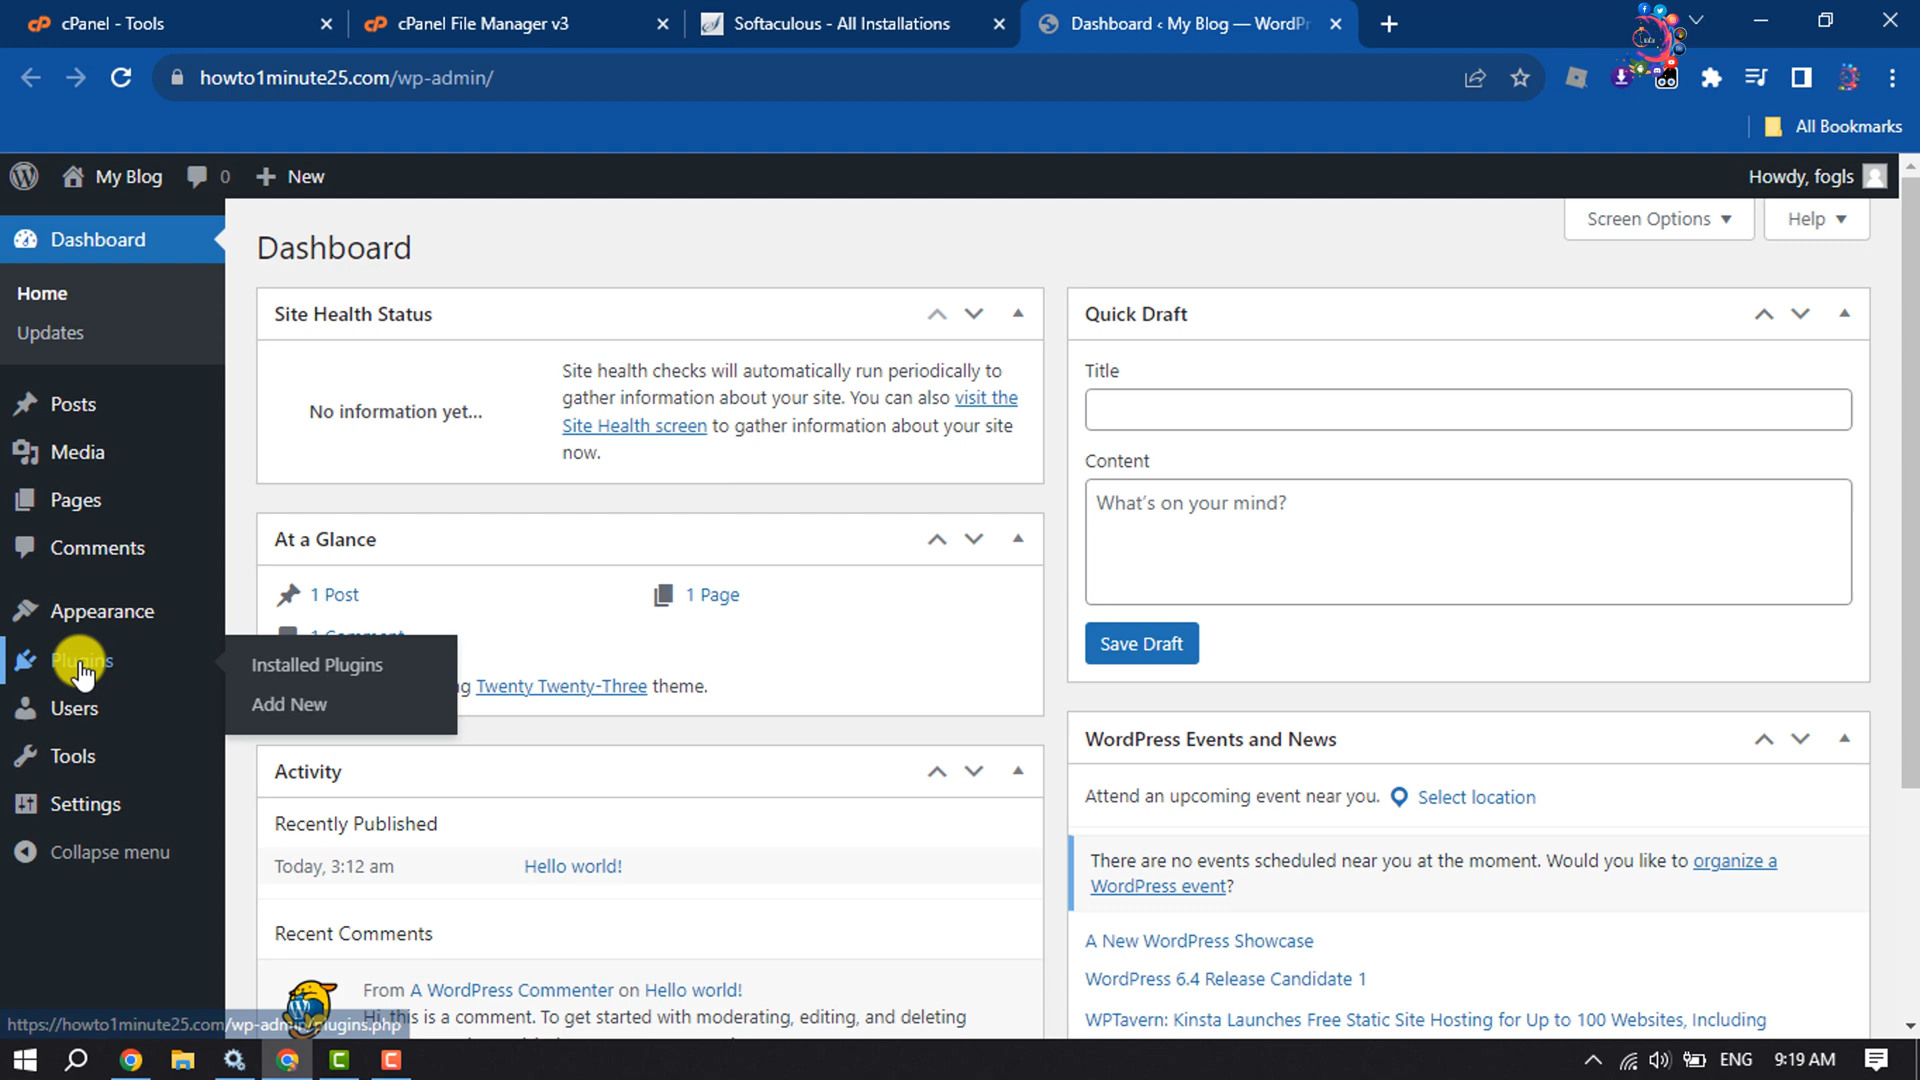 cPanel - Tools
cPanel File Manager v3
Softaculous - All Installations
Dashboard ‹ My Blog — WordPr
howto1minute25.com/wp-admin/
All Bookmarks
My Blog
0
New
Howdy, fogls
Dashboard
Home
Updates
Posts
Media
Pages
Comments
Appearance
Plugins
Installed Plugins
Add New
Users
Tools
Settings
Collapse menu
Screen Options
Help
Dashboard
Site Health Status
No information yet...
Site health checks will automatically run periodically to
gather information about your site. You can also visit the
Site Health screen to gather information about your site
now.
At a Glance
1 Post
1 Page
1 Comment
Twenty Twenty-Three theme.
Activity
Recently Published
Today, 3:12 am
Hello world!
Recent Comments
From A WordPress Commenter on Hello world!
Hi, this is a comment. To get started with moderating, editing, and deleting
Quick Draft
Title
Content
What's on your mind?
Save Draft
WordPress Events and News
Attend an upcoming event near you.
Select location
There are no events scheduled near you at the moment. Would you like to organize a
WordPress event?
A New WordPress Showcase
WordPress 6.4 Release Candidate 1
WPTavern: Kinsta Launches Free Static Site Hosting for Up to 100 Websites, Including
https://howto1minute25.com/wp-admin/plugins.php
ENG
9:19 AM